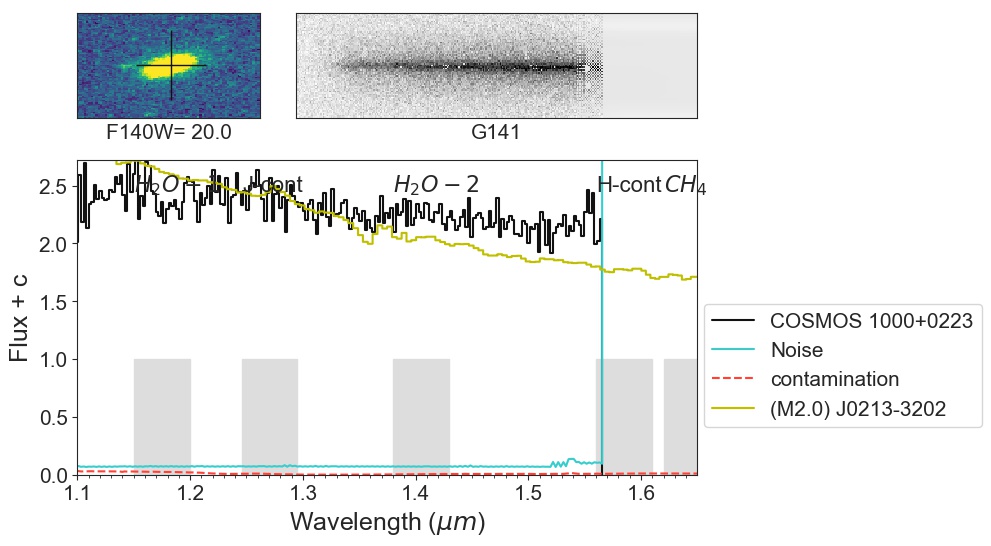 F140W= 20.0
G141
H₂O − 1 J-cont H₂O − 2 H-cont CH₄
2.5
2.0
1.5
1.0
0.5
0.0
Flux + c
1.1 1.2 1.3 1.4 1.5 1.6
Wavelength (μm)
COSMOS 1000+0223
Noise
contamination
(M2.0) J0213-3202